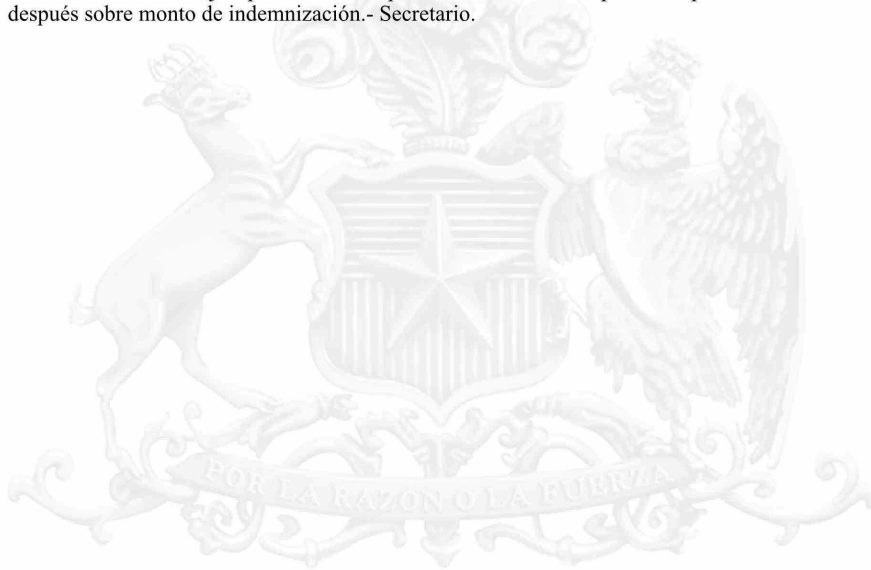 después sobre monto de indemnización.- Secretario.
POR LA RAZON O LA FUERZA